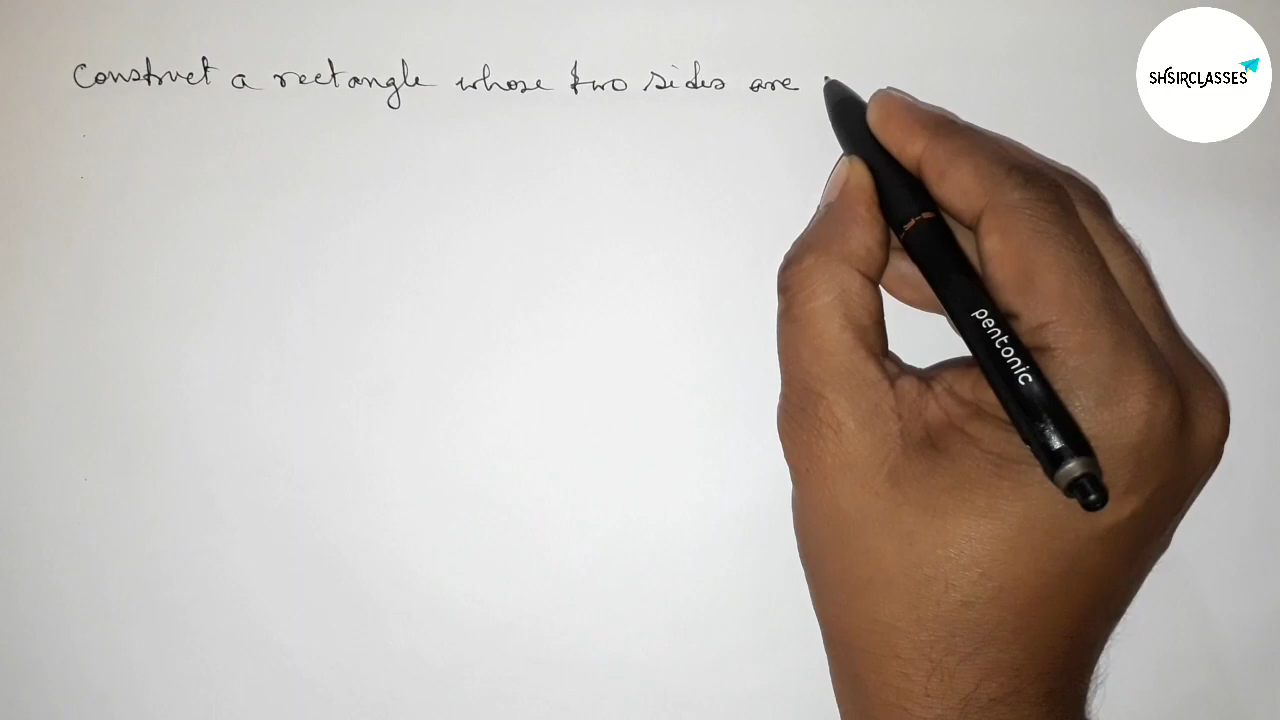 Construct a rectangle whose two sides are
SHSIRCLASSES
pentonic